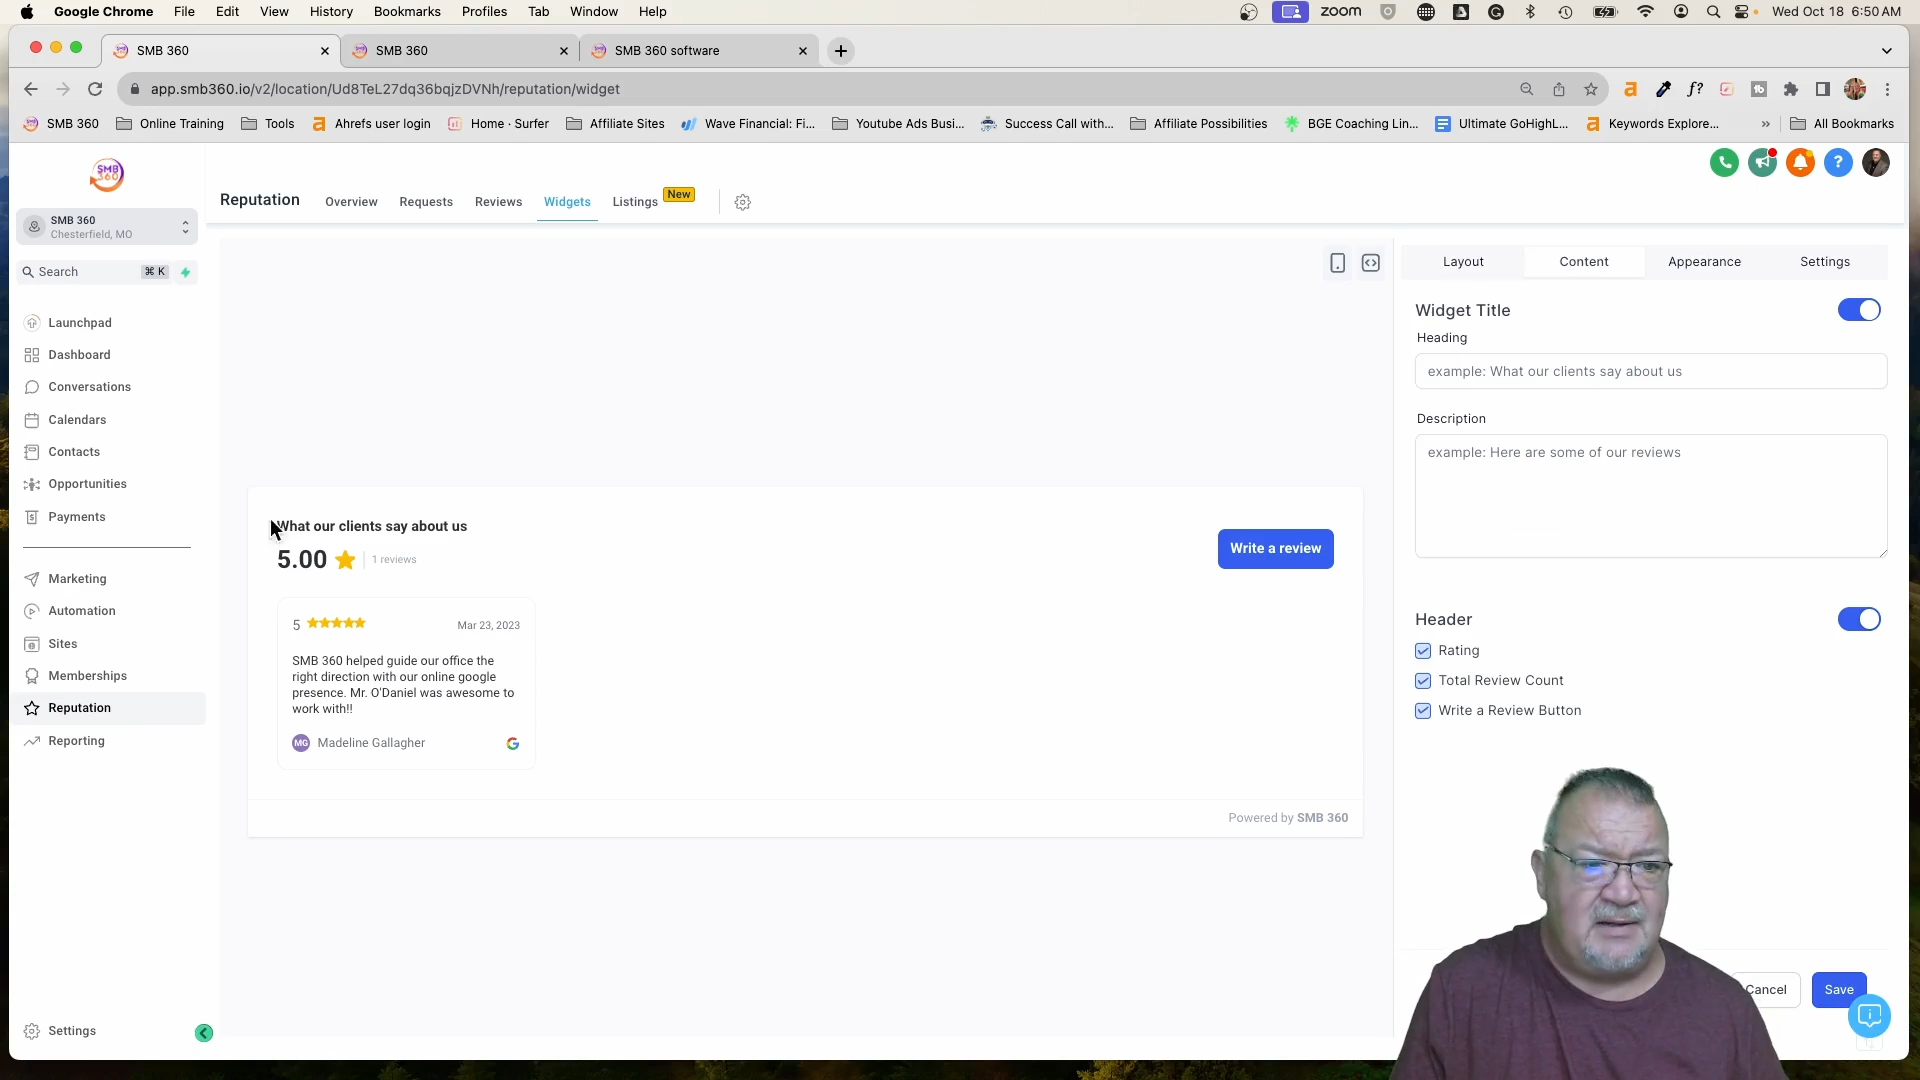 Google Chrome File Edit View History Bookmarks Profiles Tab Window Help zoom Wed Oct 18 6:50 AM
SMB 360 SMB 360 SMB 360 software
app.smb360.io/v2/location/Ud8TeL27dq36bqjzDVNh/reputation/widget
SMB 360 Online Training Tools Ahrefs user login Home · Surfer Affiliate Sites Wave Financial: Fi... Youtube Ads Busi... Success Call with... Affiliate Possibilities BGE Coaching Lin... Ultimate GoHighL... Keywords Explore... » All Bookmarks
SMB
360
Reputation Overview Requests Reviews Widgets Listings New
SMB 360
Chesterfield, MO
Search ⌘ K
Launchpad
Dashboard
Conversations
Calendars
Contacts
Opportunities
Payments
Marketing
Automation
Sites
Memberships
Reputation
Reporting
Settings
What our clients say about us
5.00 1 reviews
Write a review
5 Mar 23, 2023
SMB 360 helped guide our office the
right direction with our online google
presence. Mr. O'Daniel was awesome to
work with!!
MG Madeline Gallagher
Powered by SMB 360
Layout Content Appearance Settings
Widget Title
Heading
example: What our clients say about us
Description
example: Here are some of our reviews
Header
Rating
Total Review Count
Write a Review Button
Cancel Save